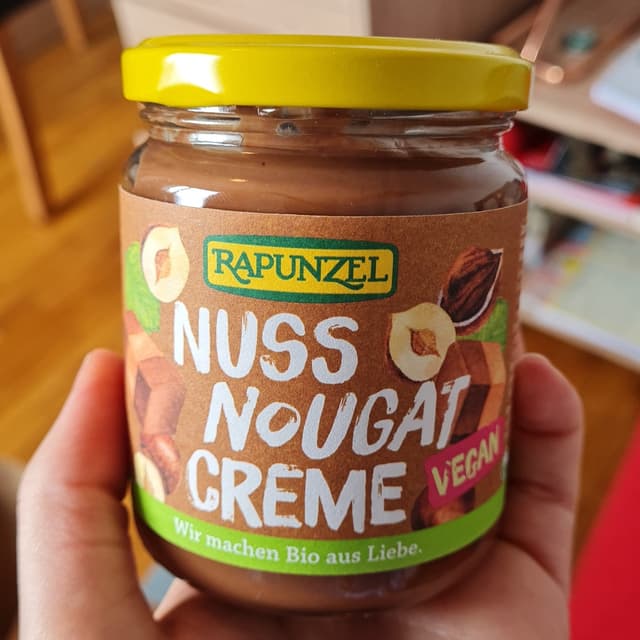 RAPUNZEL
NUSS
NOUGAT
CREME
VEGAN
Wir machen Bio aus Liebe.